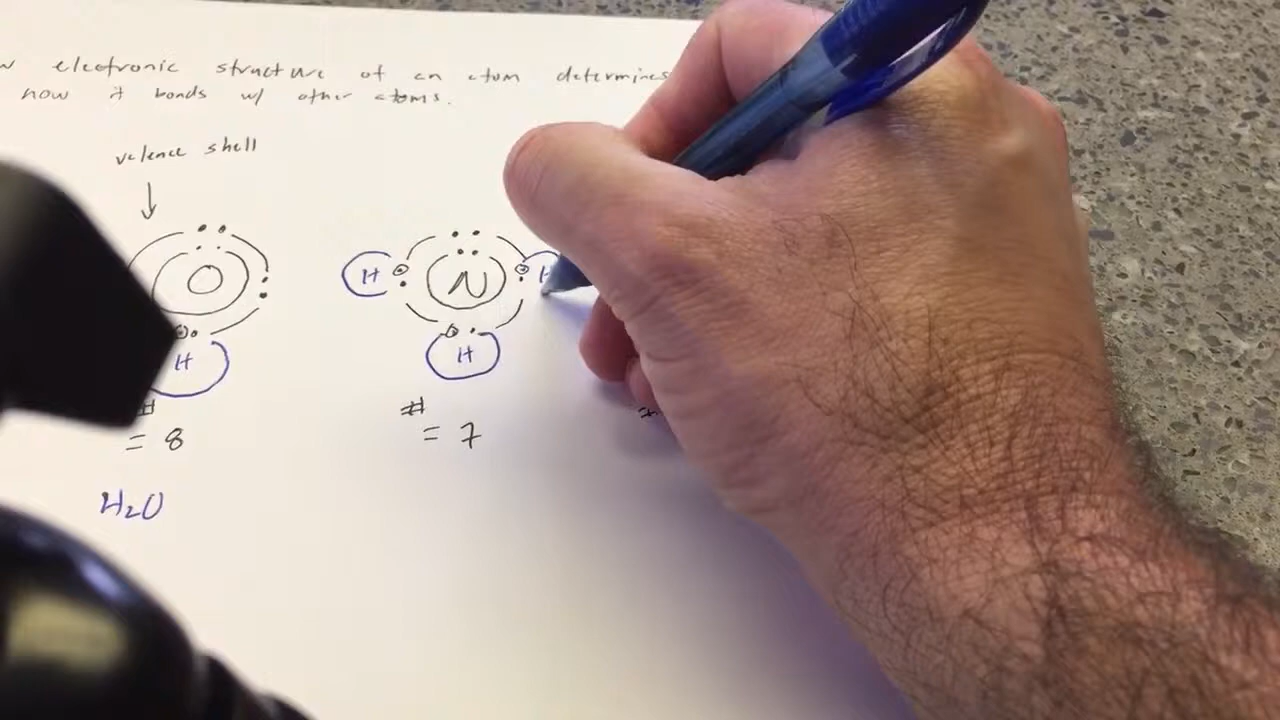 electronic structure of an atom determines
how it bonds w/ other atoms.
valence shell
O
N
H
H
H
H
#
= 8
#
= 7
H₂O